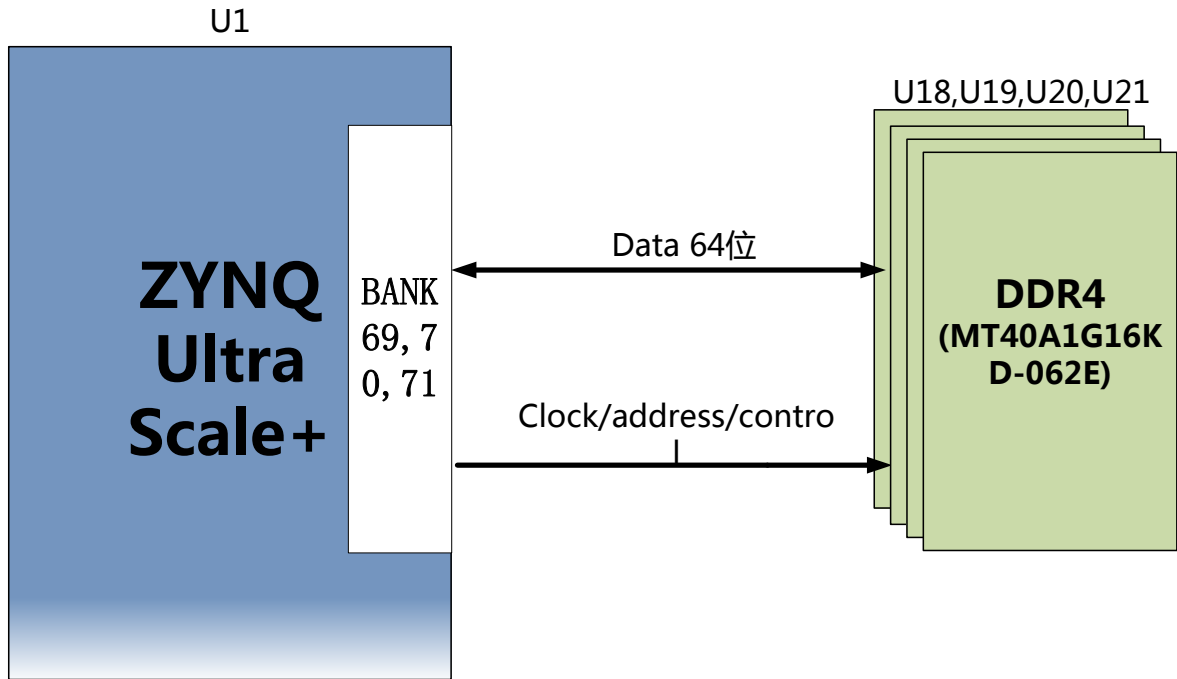 U1
U18,U19,U20,U21
Data 64位
ZYNQ
Ultra
Scale+
BANK
69,7
0,71
DDR4
(MT40A1G16K
D-062E)
Clock/address/contro
l